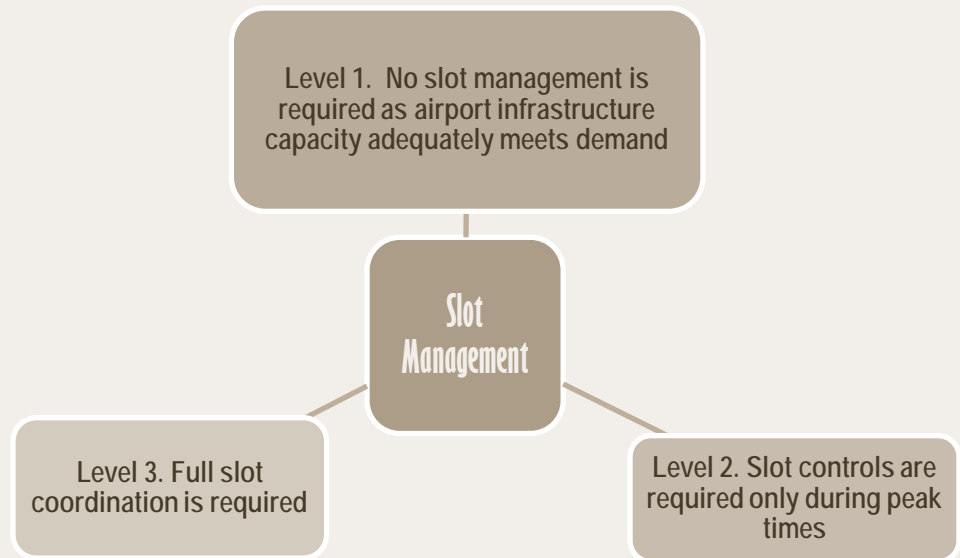 Level 1.  No slot management is
required as airport infrastructure
capacity adequately meets demand
Slot
Management
Level 3. Full slot
coordination is required
Level 2. Slot controls are
required only during peak
times